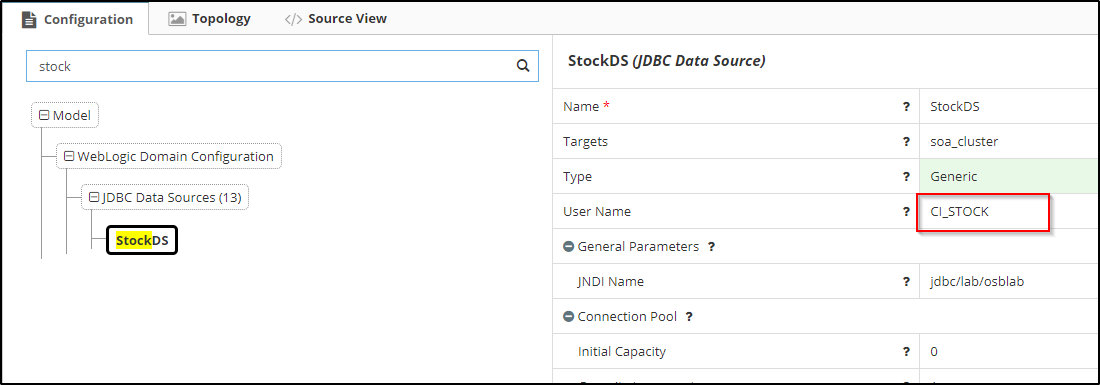 Configuration Topology </> Source View
stock
StockDS (JDBC Data Source)
Model
WebLogic Domain Configuration
JDBC Data Sources (13)
StockDS
Name * ? StockDS
Targets ? soa_cluster
Type ? Generic
User Name ? CI_STOCK
General Parameters ?
JNDI Name ? jdbc/lab/osblab
Connection Pool ?
Initial Capacity ? 0